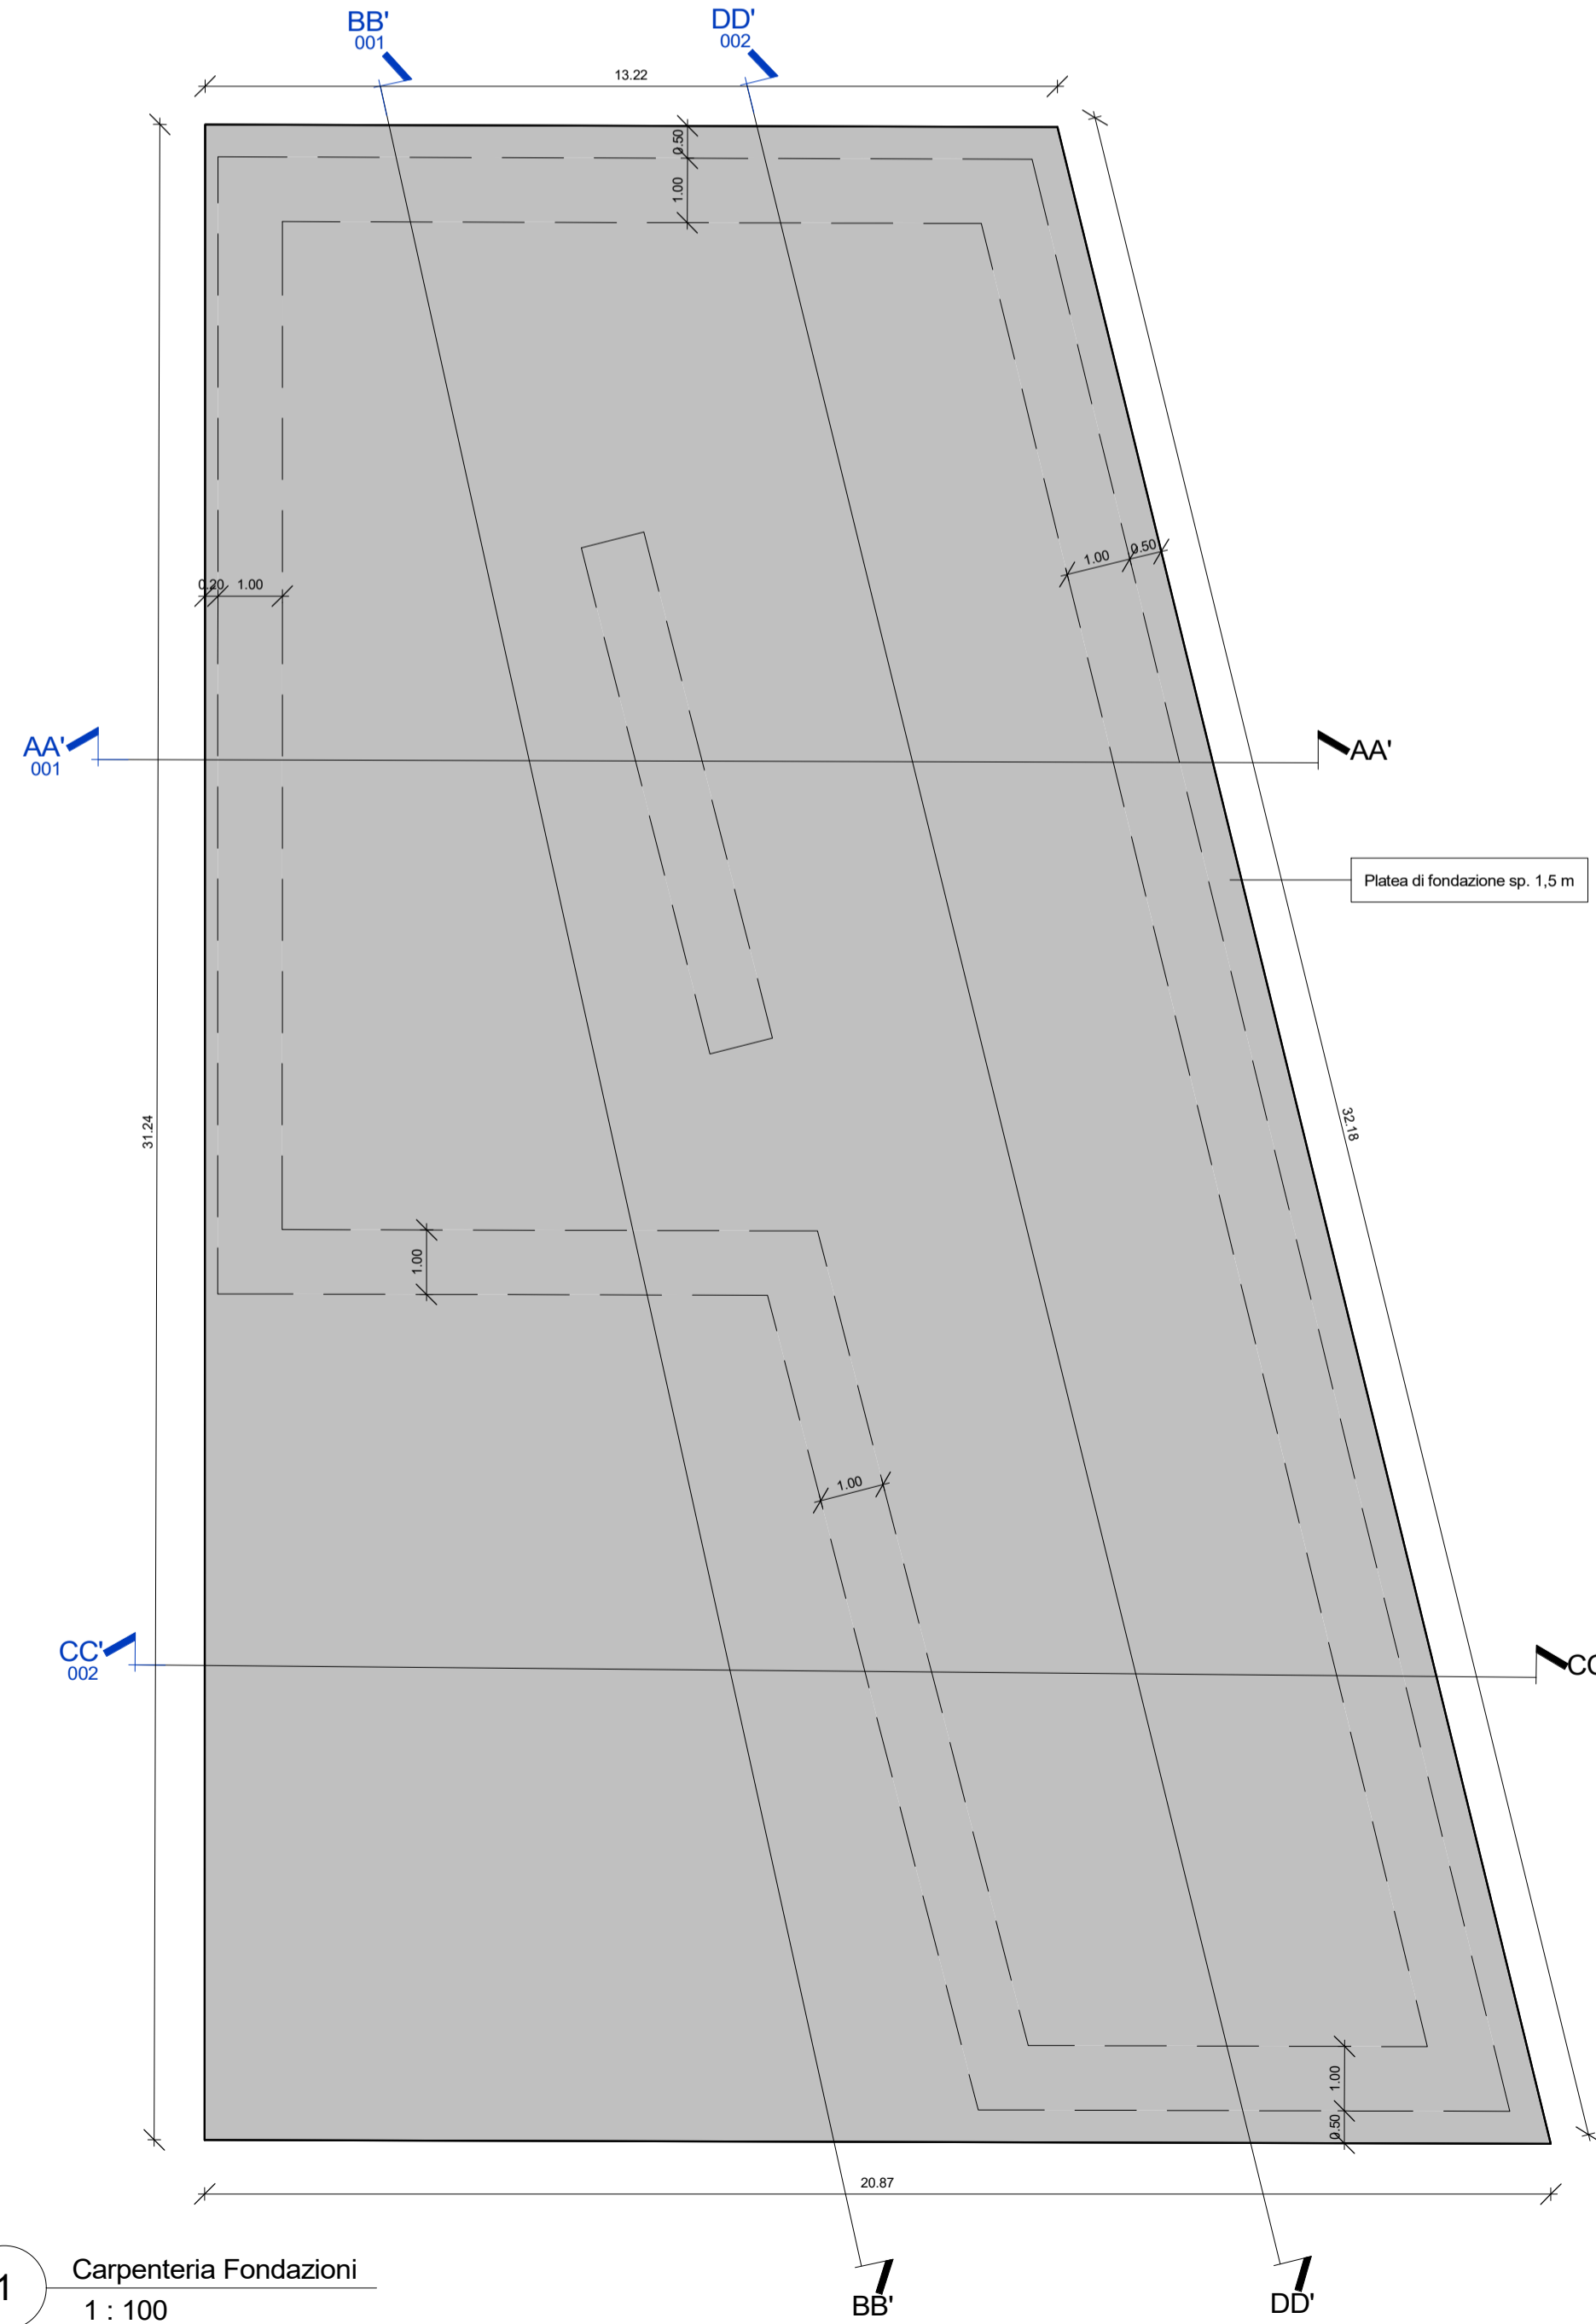 BB'
001
DD'
002
13.22
0.50
1.00
1.00
0.50
0.20
1.00
AA'
001
AA'
Platea di fondazione sp. 1,5 m
31.24
32.18
1.00
1.00
CC'
002
CC
1.00
0.50
20.87
1
Carpenteria Fondazioni
1 : 100
BB'
DD'